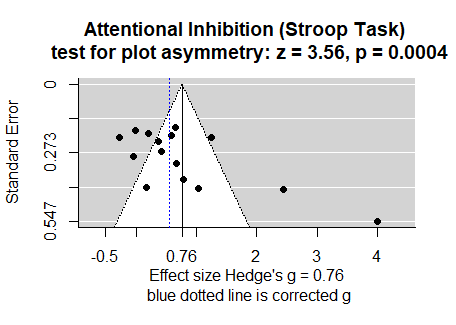 Attentional Inhibition (Stroop Task)
test for plot asymmetry: z = 3.56, p = 0.0004
Standard Error
0
0.273
0.547
-0.5 0.76 2 3 4
Effect size Hedge's g = 0.76
blue dotted line is corrected g